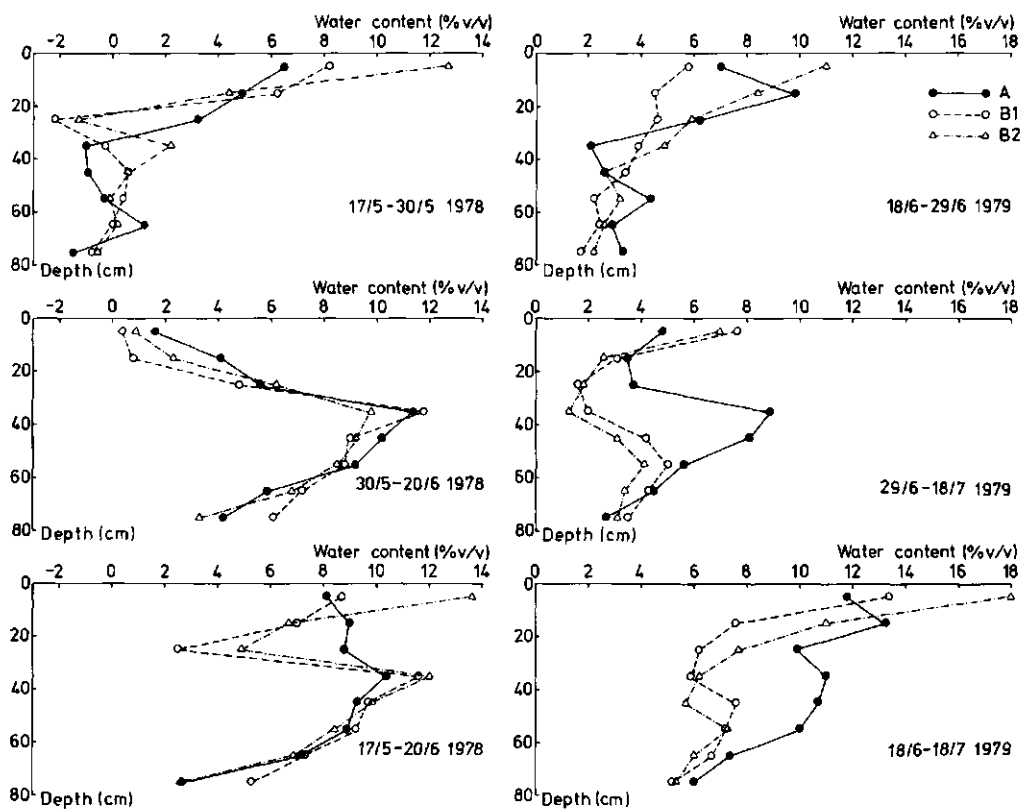 Water content (% v/v)
-2 0 2 4 6 8 10 12 14
0
20
40
60
80
Depth (cm)
17/5-30/5 1978
Water content (% v/v)
0 2 4 6 8 10 12 14 16 18
0
20
40
60
80
Depth (cm)
A
B1
B2
18/6-29/6 1979
Water content (% v/v)
-2 0 2 4 6 8 10 12 14
0
20
40
60
80
Depth (cm)
30/5-20/6 1978
Water content (% v/v)
0 2 4 6 8 10 12 14 16 18
0
20
40
60
80
Depth (cm)
29/6-18/7 1979
Water content (% v/v)
-2 0 2 4 6 8 10 12 14
0
20
40
60
80
Depth (cm)
17/5-20/6 1978
Water content (% v/v)
0 2 4 6 8 10 12 14 16 18
0
20
40
60
80
Depth (cm)
18/6-18/7 1979